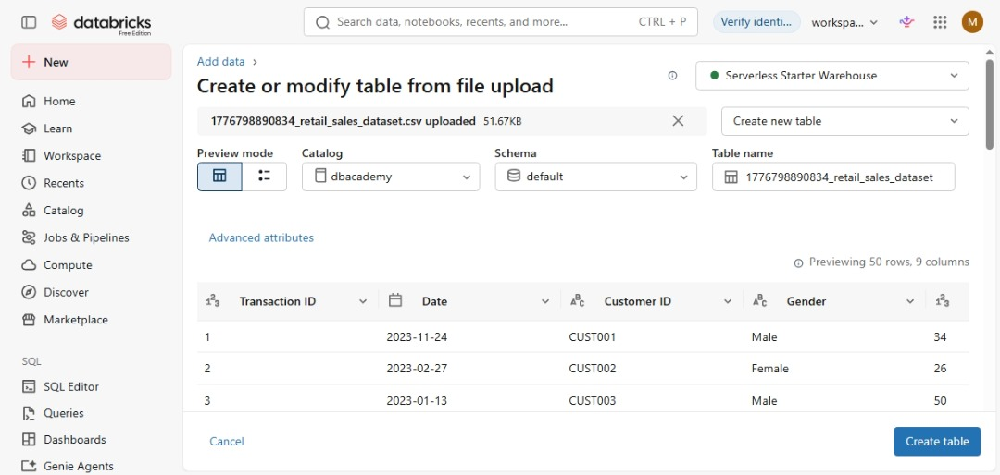 databricks
Free Edition
Search data, notebooks, recents, and more...
CTRL + P
Verify identi...
workspa...
M
New
Home
Learn
Workspace
Recents
Catalog
Jobs & Pipelines
Compute
Discover
Marketplace
SQL
SQL Editor
Queries
Dashboards
Genie Agents
Add data
Create or modify table from file upload
Serverless Starter Warehouse
1776798890834_retail_sales_dataset.csv uploaded 51.67KB
Create new table
Preview mode
Catalog
Schema
Table name
dbacademy
default
1776798890834_retail_sales_dataset
Advanced attributes
Previewing 50 rows, 9 columns
Transaction ID Date Customer ID Gender
1 2023-11-24 CUST001 Male 34
2 2023-02-27 CUST002 Female 26
3 2023-01-13 CUST003 Male 50
Cancel
Create table